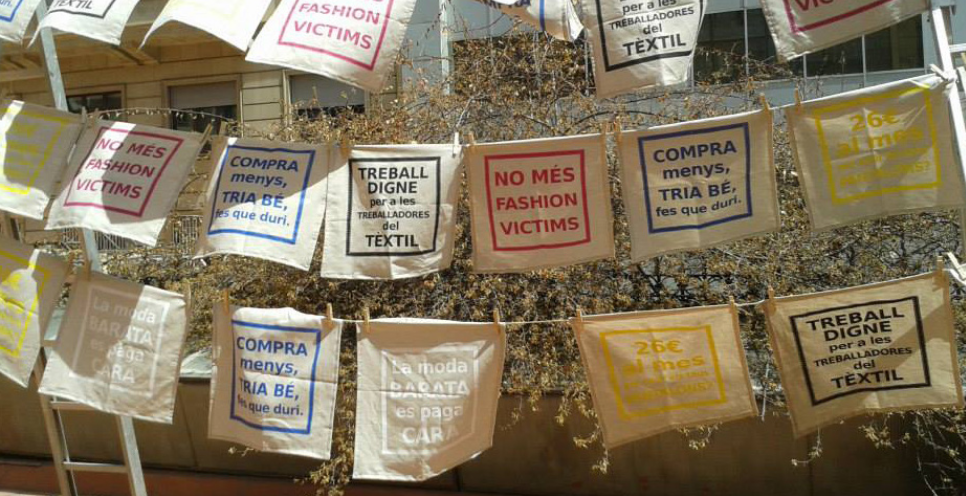 TÈXTIL
FASHION
VICTIMS
per a les
TREBALLADORES
del
TÈXTIL
NO MÉS
FASHION
VICTIMS
COMPRA
menys,
TRIA BÉ,
fes que duri.
TREBALL
DIGNE
per a les
TREBALLADORES
del
TÈXTIL
NO MÉS
FASHION
VICTIMS
COMPRA
menys,
TRIA BÉ,
fes que duri.
26€
al mes
La moda
BARATA
es paga
CARA
COMPRA
menys,
TRIA BÉ,
fes que duri.
La moda
BARATA
es paga
CARA
26€
al mes
TREBALL
DIGNE
per a les
TREBALLADORES
del
TÈXTIL